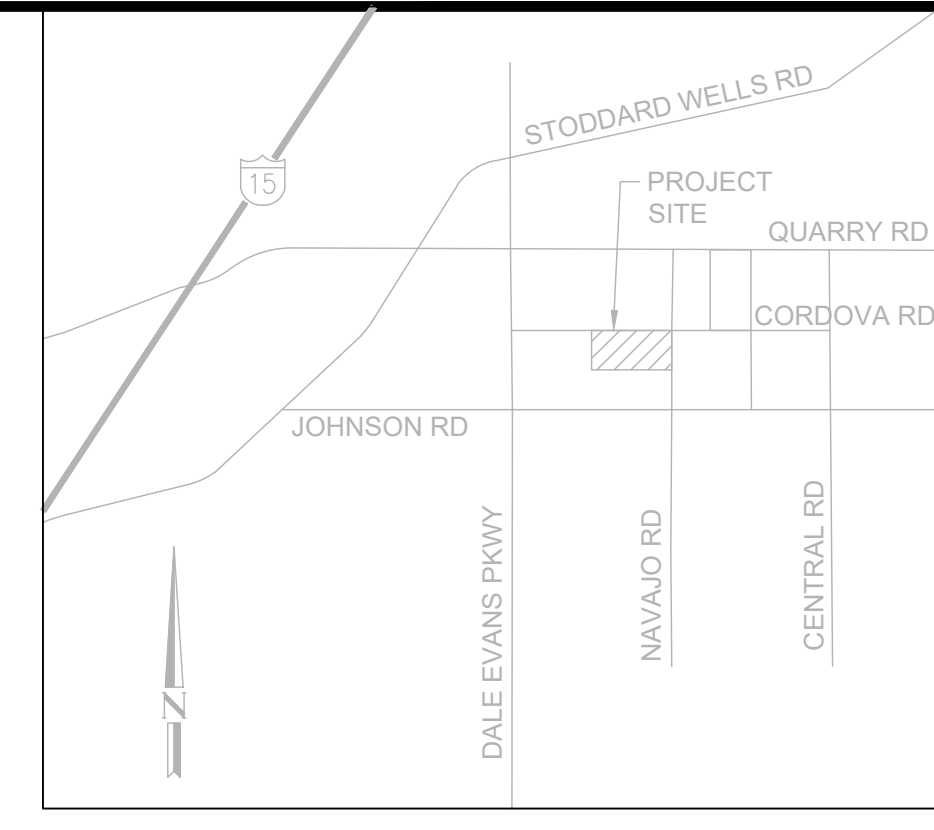 STODDARD WELLS RD
15
PROJECT
SITE
QUARRY RD
CORDOVA RD
JOHNSON RD
DALE EVANS PKWY
NAVAJO RD
CENTRAL RD
N